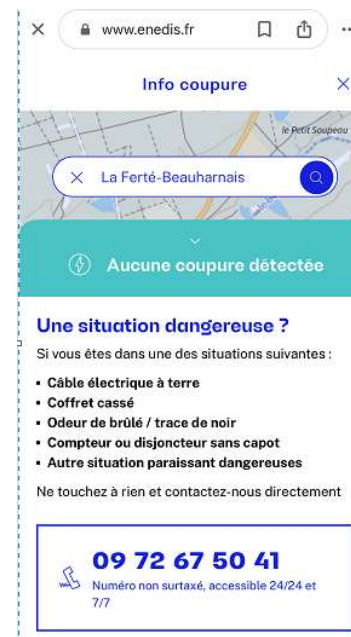 www.enedis.fr
Info coupure
le Petit Soupeau
La Ferté-Beauharnais
Aucune coupure détectée
Une situation dangereuse ?
Si vous êtes dans une des situations suivantes :
▪ Câble électrique à terre
▪ Coffret cassé
▪ Odeur de brûlé / trace de noir
▪ Compteur ou disjoncteur sans capot
▪ Autre situation paraissant dangereuses
Ne touchez à rien et contactez-nous directement
09 72 67 50 41
Numéro non surtaxé, accessible 24/24 et
7/7